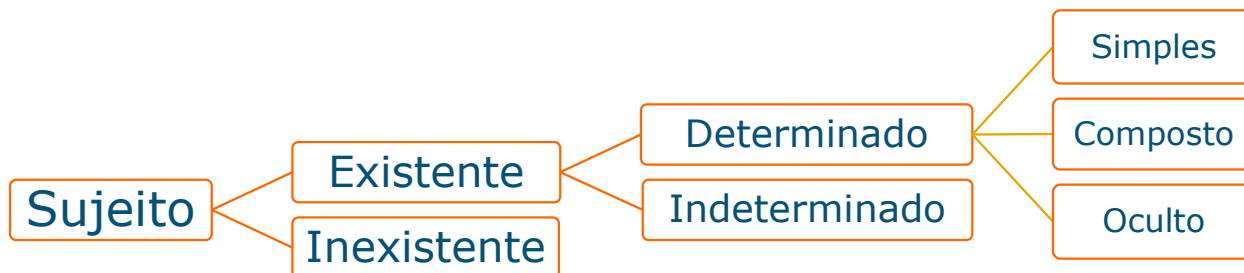 Sujeito
Existente
Inexistente
Determinado
Indeterminado
Simples
Composto
Oculto